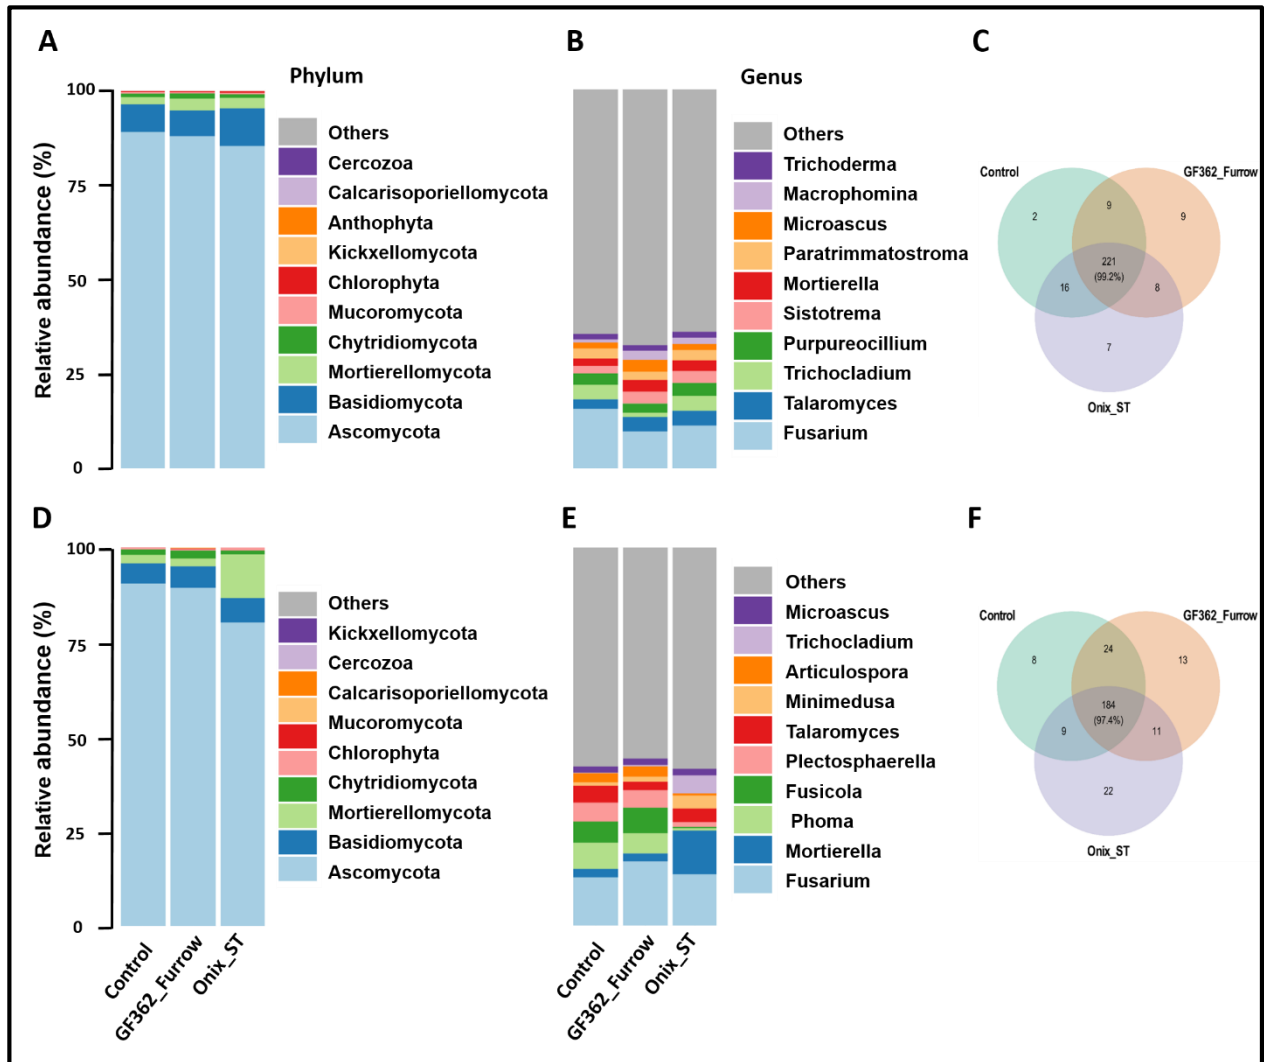 A
Phylum
100
75
50
25
0
Relative abundance (%)
Others
Cercozoa
Calcarisoporiellomycota
Anthophyta
Kickxellomycota
Chlorophyta
Mucoromycota
Chytridiomycota
Mortierellomycota
Basidiomycota
Ascomycota
B
Genus
Others
Trichoderma
Macrophomina
Microascus
Paratrimmatostroma
Mortierella
Sistotrema
Purpureocillium
Trichocladium
Talaromyces
Fusarium
C
Control
GF362_Furrow
2
9
9
221
(99.2%)
16
8
7
Onix_ST
D
100
75
50
25
0
Relative abundance (%)
Control
GF362_Furrow
Onix_ST
Others
Kickxellomycota
Cercozoa
Calcarisoporiellomycota
Mucoromycota
Chlorophyta
Chytridiomycota
Mortierellomycota
Basidiomycota
Ascomycota
E
Control
GF362_Furrow
Onix_ST
Others
Microascus
Trichocladium
Articulospora
Minimedusa
Talaromyces
Plectosphaerella
Fusicola
Phoma
Mortierella
Fusarium
F
Control
GF362_Furrow
8
24
13
184
(97.4%)
9
11
22
Onix_ST